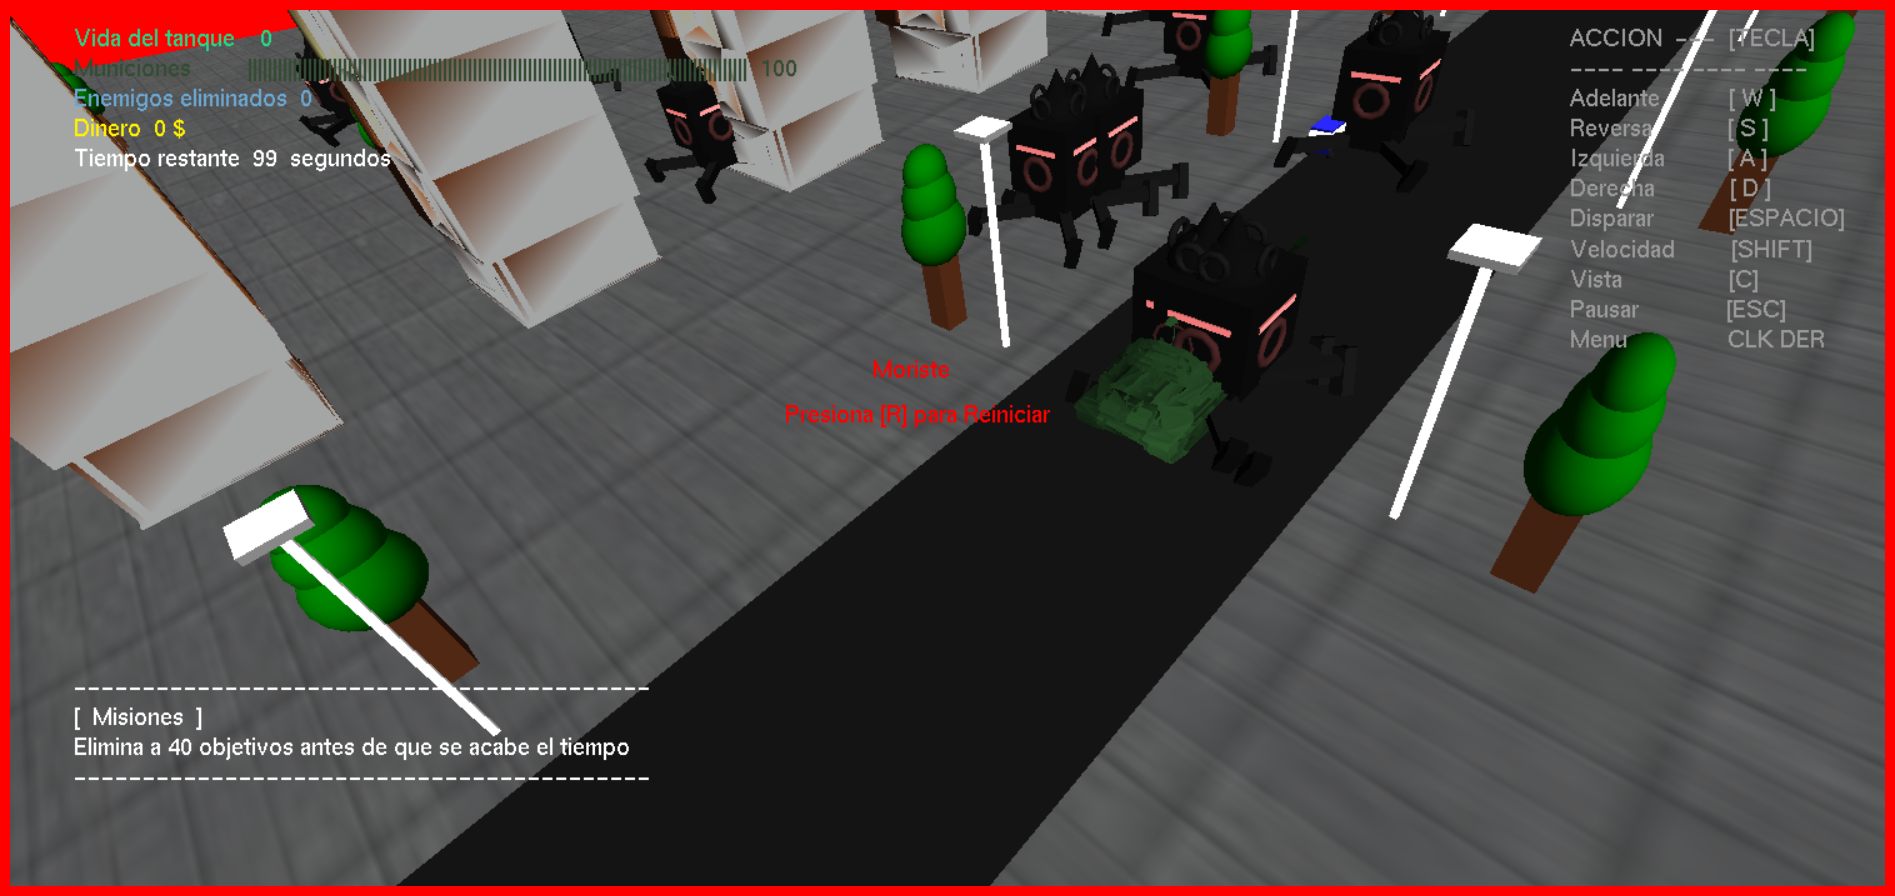 Vida del tanque 0
Municiones |||||||||||||||||||||||||||||||||||||||||||||||||||||||||||||||||||||||||||||||||||||||||||||||||||| 100
Enemigos eliminados 0
Dinero 0 $
Tiempo restante 99 segundos
ACCION --- [TECLA]
---- ---- ----- ----
Adelante [ W ]
Reversa [ S ]
Izquierda [ A ]
Derecha [ D ]
Disparar [ESPACIO]
Velocidad [SHIFT]
Vista [C]
Pausar [ESC]
Menu CLK DER
Moriste
Presiona [R] para Reiniciar
----------------------------------------
[ Misiones ]
Elimina a 40 objetivos antes de que se acabe el tiempo
----------------------------------------